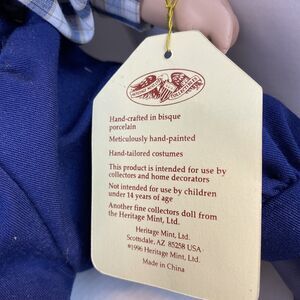 Hand-crafted in bisque
porcelain
Meticulously hand-painted
Hand-tailored costumes
This product is intended for use by
collectors and home decorators
Not intended for use by children
under 14 years of age
Another fine collectors doll from
the Heritage Mint, Ltd.
Heritage Mint, Ltd.
Scottsdale, AZ 85258 USA
©1996 Heritage Mint, Ltd.
Made in China